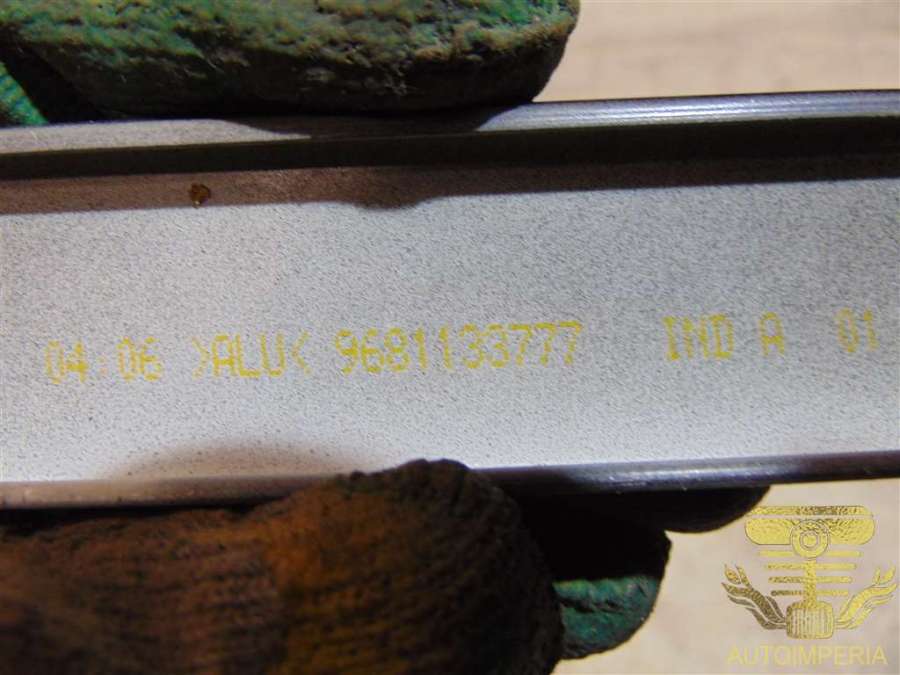 04:06 >ALU< 9681133777 IND A 01
AUTOIMPERIA